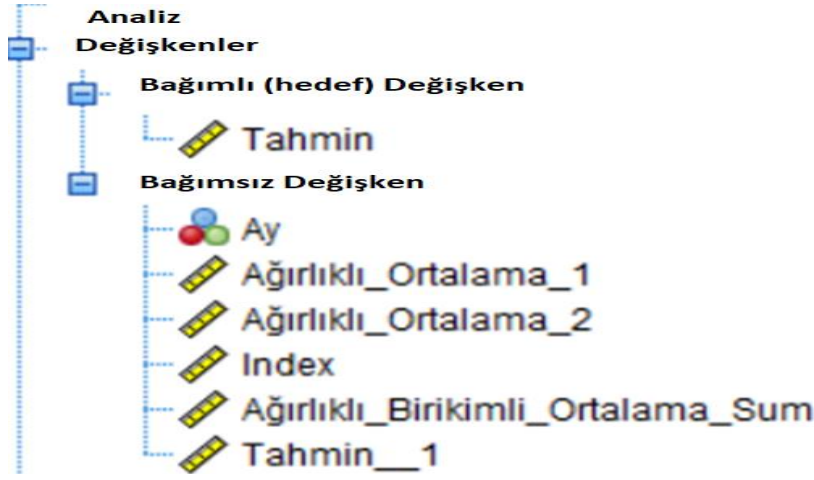 Analiz
Değişkenler
Bağımlı (hedef) Değişken
Tahmin
Bağımsız Değişken
Ay
Ağırlıklı_Ortalama_1
Ağırlıklı_Ortalama_2
Index
Ağırlıklı_Birikimli_Ortalama_Sum
Tahmin__1